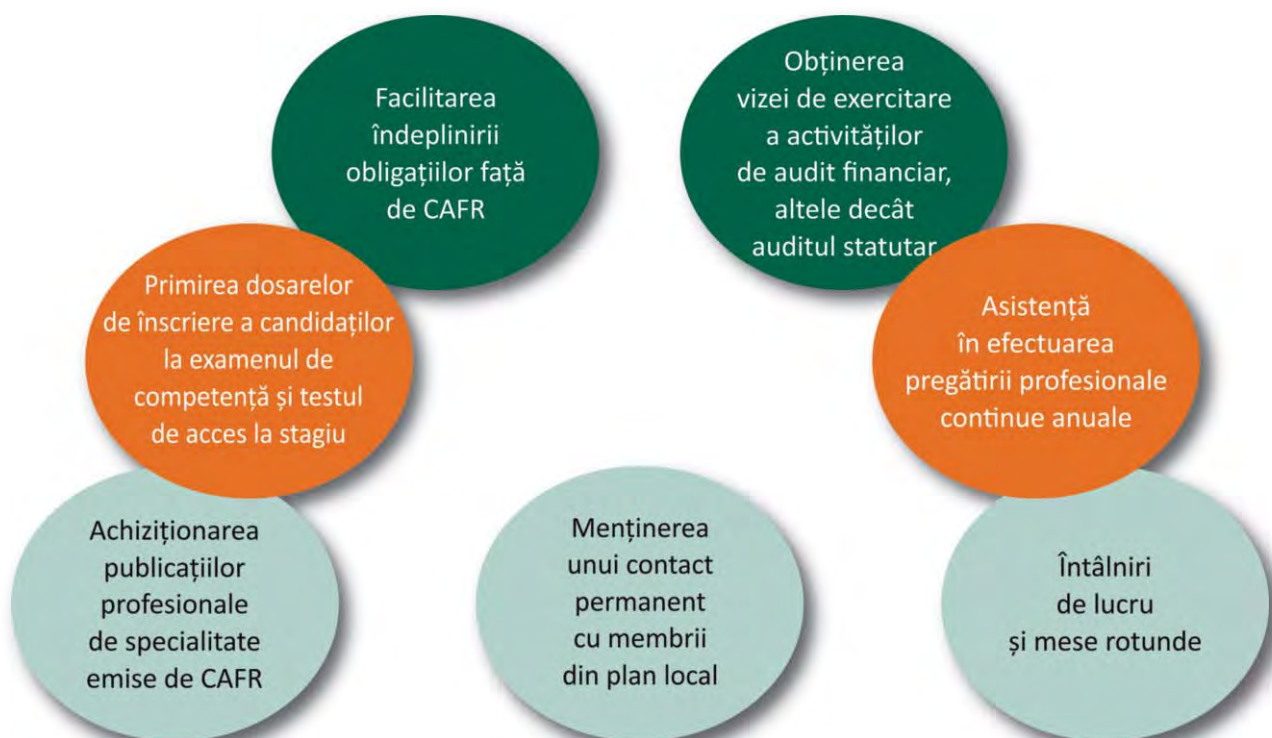 Facilitarea
îndeplinirii
obligațiilor față
de CAFR
Obținerea
vizei de exercitare
a activităților
de audit financiar,
altele decât
auditul statutar
Primirea dosarelor
de înscriere a candidaților
la examenul de
competență și testul
de acces la stagiu
Asistență
în efectuarea
pregătirii profesionale
continue anuale
Achiziționarea
publicațiilor
profesionale
de specialitate
emise de CAFR
Menținerea
unui contact
permanent
cu membrii
din plan local
Întâlniri
de lucru
și mese rotunde